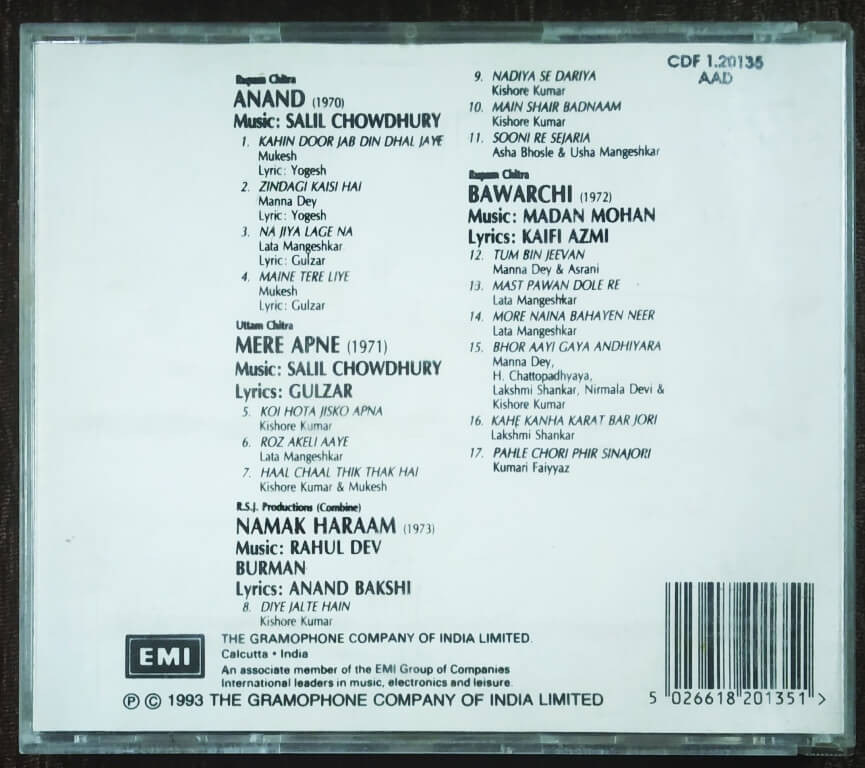 Rupam Chitra
ANAND (1970)
Music: SALIL CHOWDHURY
1. KAHIN DOOR JAB DIN DHAL JAYE
Mukesh
Lyric: Yogesh
2. ZINDAGI KAISI HAI
Manna Dey
Lyric: Yogesh
3. NA JIYA LAGE NA
Lata Mangeshkar
Lyric: Gulzar
4. MAINE TERE LIYE
Mukesh
Lyric: Gulzar
Uttam Chitra
MERE APNE (1971)
Music: SALIL CHOWDHURY
Lyrics: GULZAR
5. KOI HOTA JISKO APNA
Kishore Kumar
6. ROZ AKELI AAYE
Lata Mangeshkar
7. HAAL CHAAL THIK THAK HAI
Kishore Kumar & Mukesh
R.S.J. Productions (Combine)
NAMAK HARAAM (1973)
Music: RAHUL DEV
BURMAN
Lyrics: ANAND BAKSHI
8. DIYE JALTE HAIN
Kishore Kumar
9. NADIYA SE DARIYA
Kishore Kumar
10. MAIN SHAIR BADNAAM
Kishore Kumar
11. SOONI RE SEJARIA
Asha Bhosle & Usha Mangeshkar
Rupam Chitra
BAWARCHI (1972)
Music: MADAN MOHAN
Lyrics: KAIFI AZMI
12. TUM BIN JEEVAN
Manna Dey & Asrani
13. MAST PAWAN DOLE RE
Lata Mangeshkar
14. MORE NAINA BAHAYEN NEER
Lata Mangeshkar
15. BHOR AAYI GAYA ANDHIYARA
Manna Dey,
H. Chattopadhyaya,
Lakshmi Shankar, Nirmala Devi &
Kishore Kumar
16. KAHE KANHA KARAT BAR JORI
Lakshmi Shankar
17. PAHLE CHORI PHIR SINAJORI
Kumari Faiyyaz
CDF 1.20135
AAD
EMI
THE GRAMOPHONE COMPANY OF INDIA LIMITED.
Calcutta • India
An associate member of the EMI Group of Companies
International leaders in music, electronics and leisure.
℗ © 1993 THE GRAMOPHONE COMPANY OF INDIA LIMITED
5 026618 201351 >